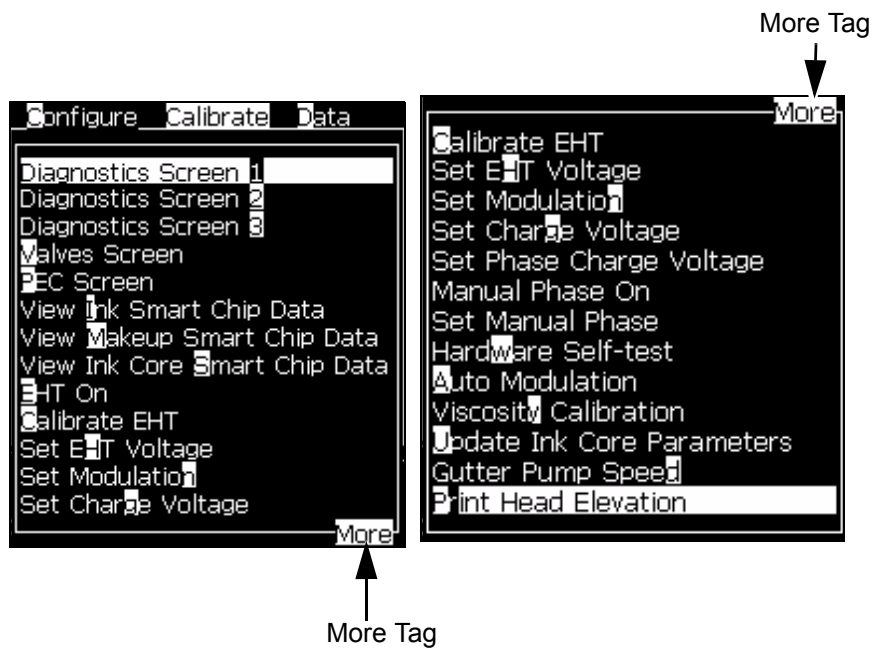 More Tag
Configure Calibrate Data
Diagnostics Screen 1
Diagnostics Screen 2
Diagnostics Screen 3
Valves Screen
PEC Screen
View Ink Smart Chip Data
View Makeup Smart Chip Data
View Ink Core Smart Chip Data
EHT On
Calibrate EHT
Set EHT Voltage
Set Modulation
Set Charge Voltage
More
More Tag
More
Calibrate EHT
Set EHT Voltage
Set Modulation
Set Charge Voltage
Set Phase Charge Voltage
Manual Phase On
Set Manual Phase
Hardware Self-test
Auto Modulation
Viscosity Calibration
Update Ink Core Parameters
Gutter Pump Speed
Print Head Elevation